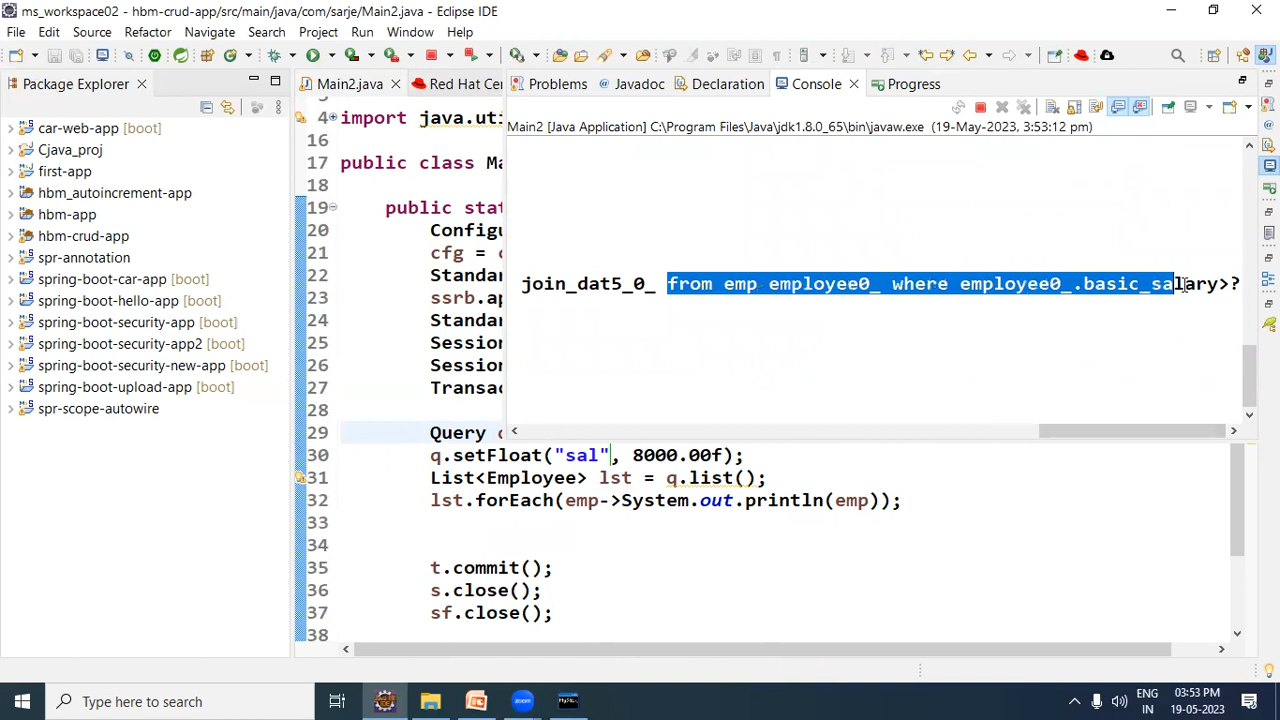 ms_workspace02 - hbm-crud-app/src/main/java/com/sarje/Main2.java - Eclipse IDE
File Edit Source Refactor Navigate Search Project Run Window Help
Package Explorer
car-web-app [boot]
Cjava_proj
first-app
hbm_autoincrement-app
hbm-app
hbm-crud-app
spr-annotation
spring-boot-car-app [boot]
spring-boot-hello-app [boot]
spring-boot-security-app [boot]
spring-boot-security-app2 [boot]
spring-boot-security-new-app [boot]
spring-boot-upload-app [boot]
spr-scope-autowire
Main2.java Red Hat Cen
Problems Javadoc Declaration Console Progress
Main2 [Java Application] C:\Program Files\Java\jdk1.8.0_65\bin\javaw.exe (19-May-2023, 3:53:12 pm)
join_dat5_0_ from emp employee0_ where employee0_.basic_salary>?
4 import java.uti
16
17 public class Ma
18
19 public stat
20 Configu
21 cfg = c
22 Standar
23 ssrb.ap
24 Standar
25 Session
26 Session
27 Transac
28
29 Query q
30 q.setFloat("sal", 8000.00f);
31 List<Employee> lst = q.list();
32 lst.forEach(emp->System.out.println(emp));
33
34
35 t.commit();
36 s.close();
37 sf.close();
38
Type here to search
ENG
IN
03:53 PM
19-05-2023